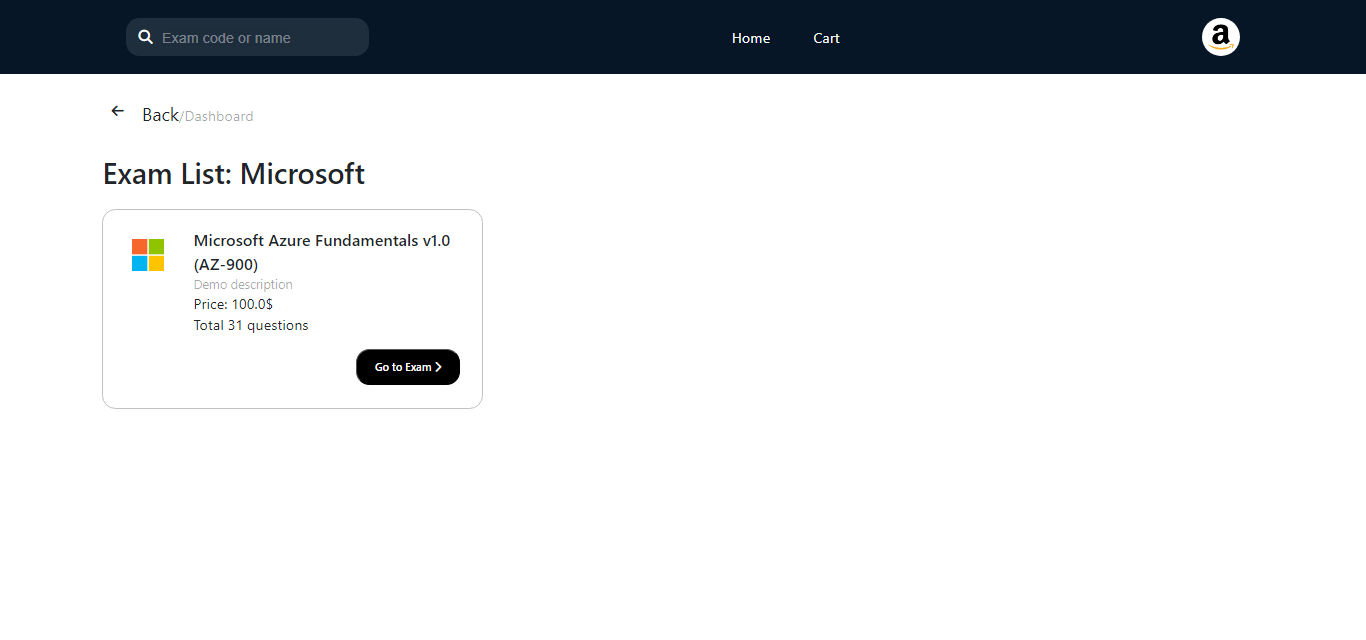 Exam code or name
Home
Cart
Back/Dashboard
Exam List: Microsoft
Microsoft Azure Fundamentals v1.0
(AZ-900)
Demo description
Price: 100.0$
Total 31 questions
Go to Exam